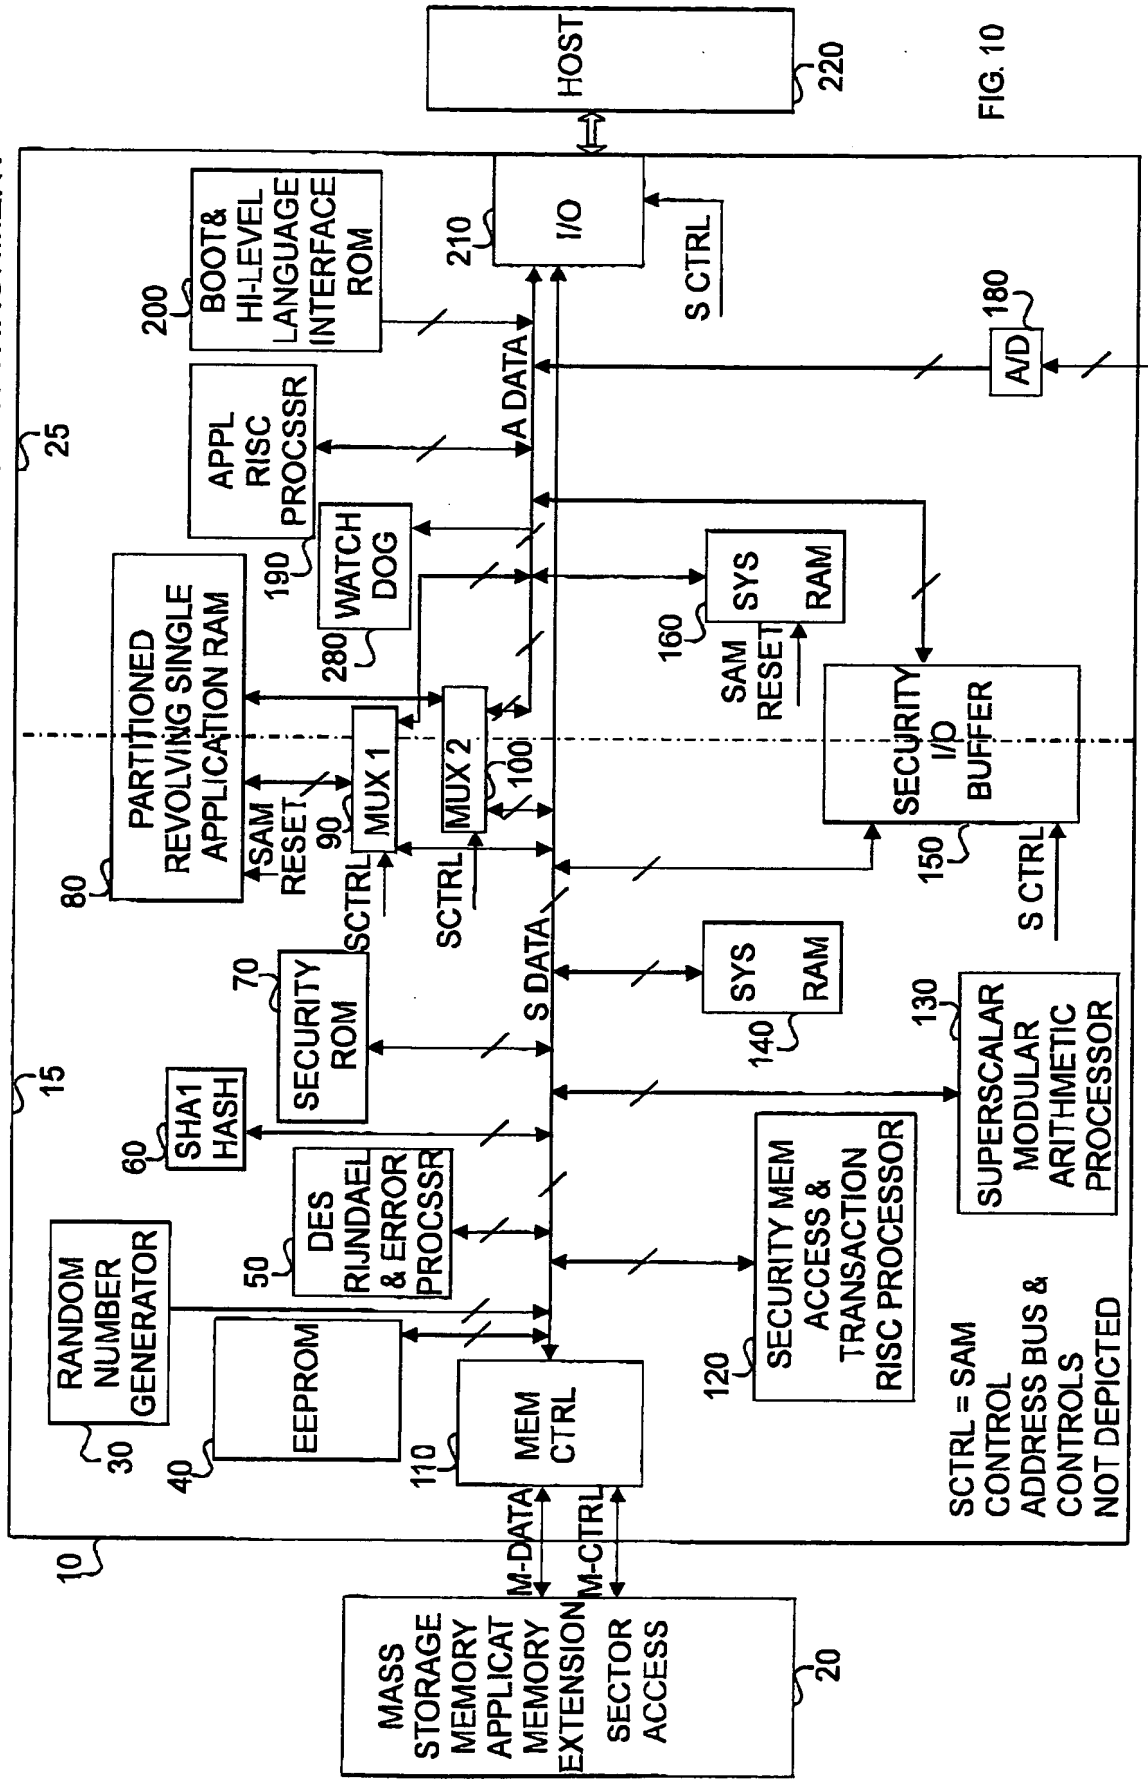 10
15
25
MASS
STORAGE
MEMORY
APPLICAT
MEMORY
EXTENSION
SECTOR
ACCESS
20
M-DATA
M-CTRL
RANDOM
NUMBER
GENERATOR
30
EEPROM
40
MEM
CTRL
110
DES
RIJNDAEL
& ERROR
PROCSSR
50
SHA1
HASH
60
SECURITY
ROM
70
PARTITIONED
REVOLVING SINGLE
APPLICATION RAM
80
SAM
RESET
MUX 1
90
SCTRL
MUX 2
100
SCTRL
WATCH
DOG
280
APPL
RISC
PROCSSR
190
BOOT&
HI-LEVEL
LANGUAGE
INTERFACE
ROM
200
S DATA
A DATA
I/O
210
S CTRL
HOST
220
SECURITY MEM
ACCESS &
TRANSACTION
RISC PROCESSOR
120
SUPERSCALAR
MODULAR
ARITHMETIC
PROCESSOR
130
SYS
RAM
140
SECURITY
I/O
BUFFER
150
S CTRL
SYS
RAM
160
SAM
RESET
A/D
180
SCTRL = SAM
CONTROL
ADDRESS BUS &
CONTROLS
NOT DEPICTED
FIG. 10